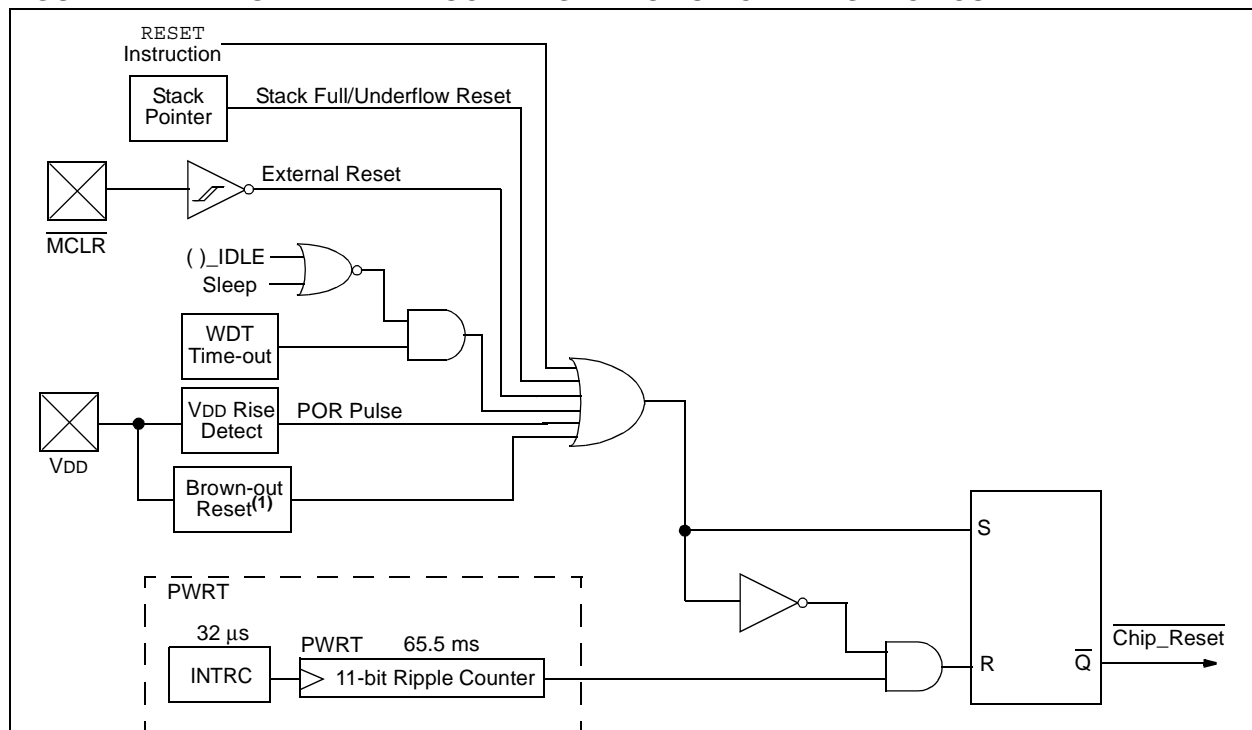 RESET
Instruction
Stack
Pointer
Stack Full/Underflow Reset
External Reset
MCLR
( )_IDLE
Sleep
WDT
Time-out
VDD
VDD Rise
Detect
POR Pulse
Brown-out
Reset(1)
S
PWRT
32 μs
INTRC
PWRT
65.5 ms
11-bit Ripple Counter
R
Q
Chip_Reset